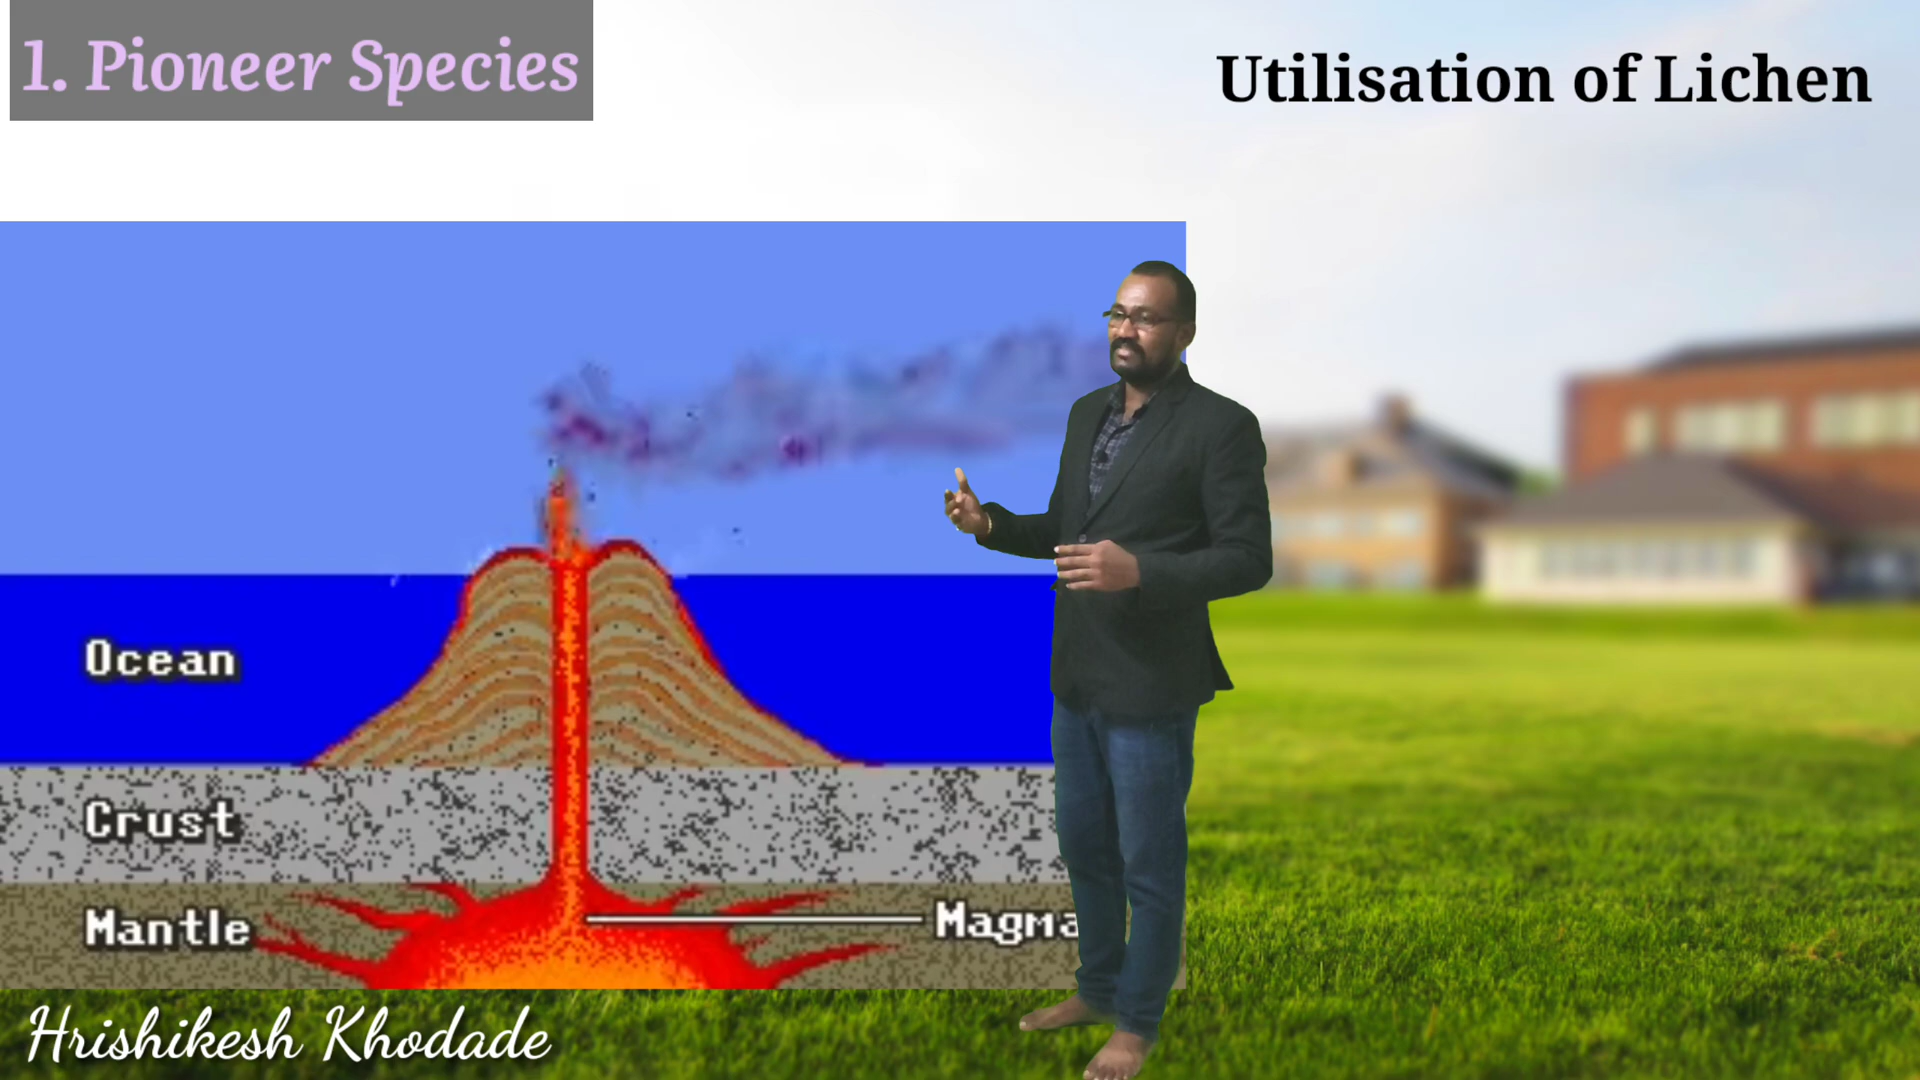 1. Pioneer Species
Utilisation of Lichen
Ocean
Crust
Mantle
Magma
Hrishikesh Khodade